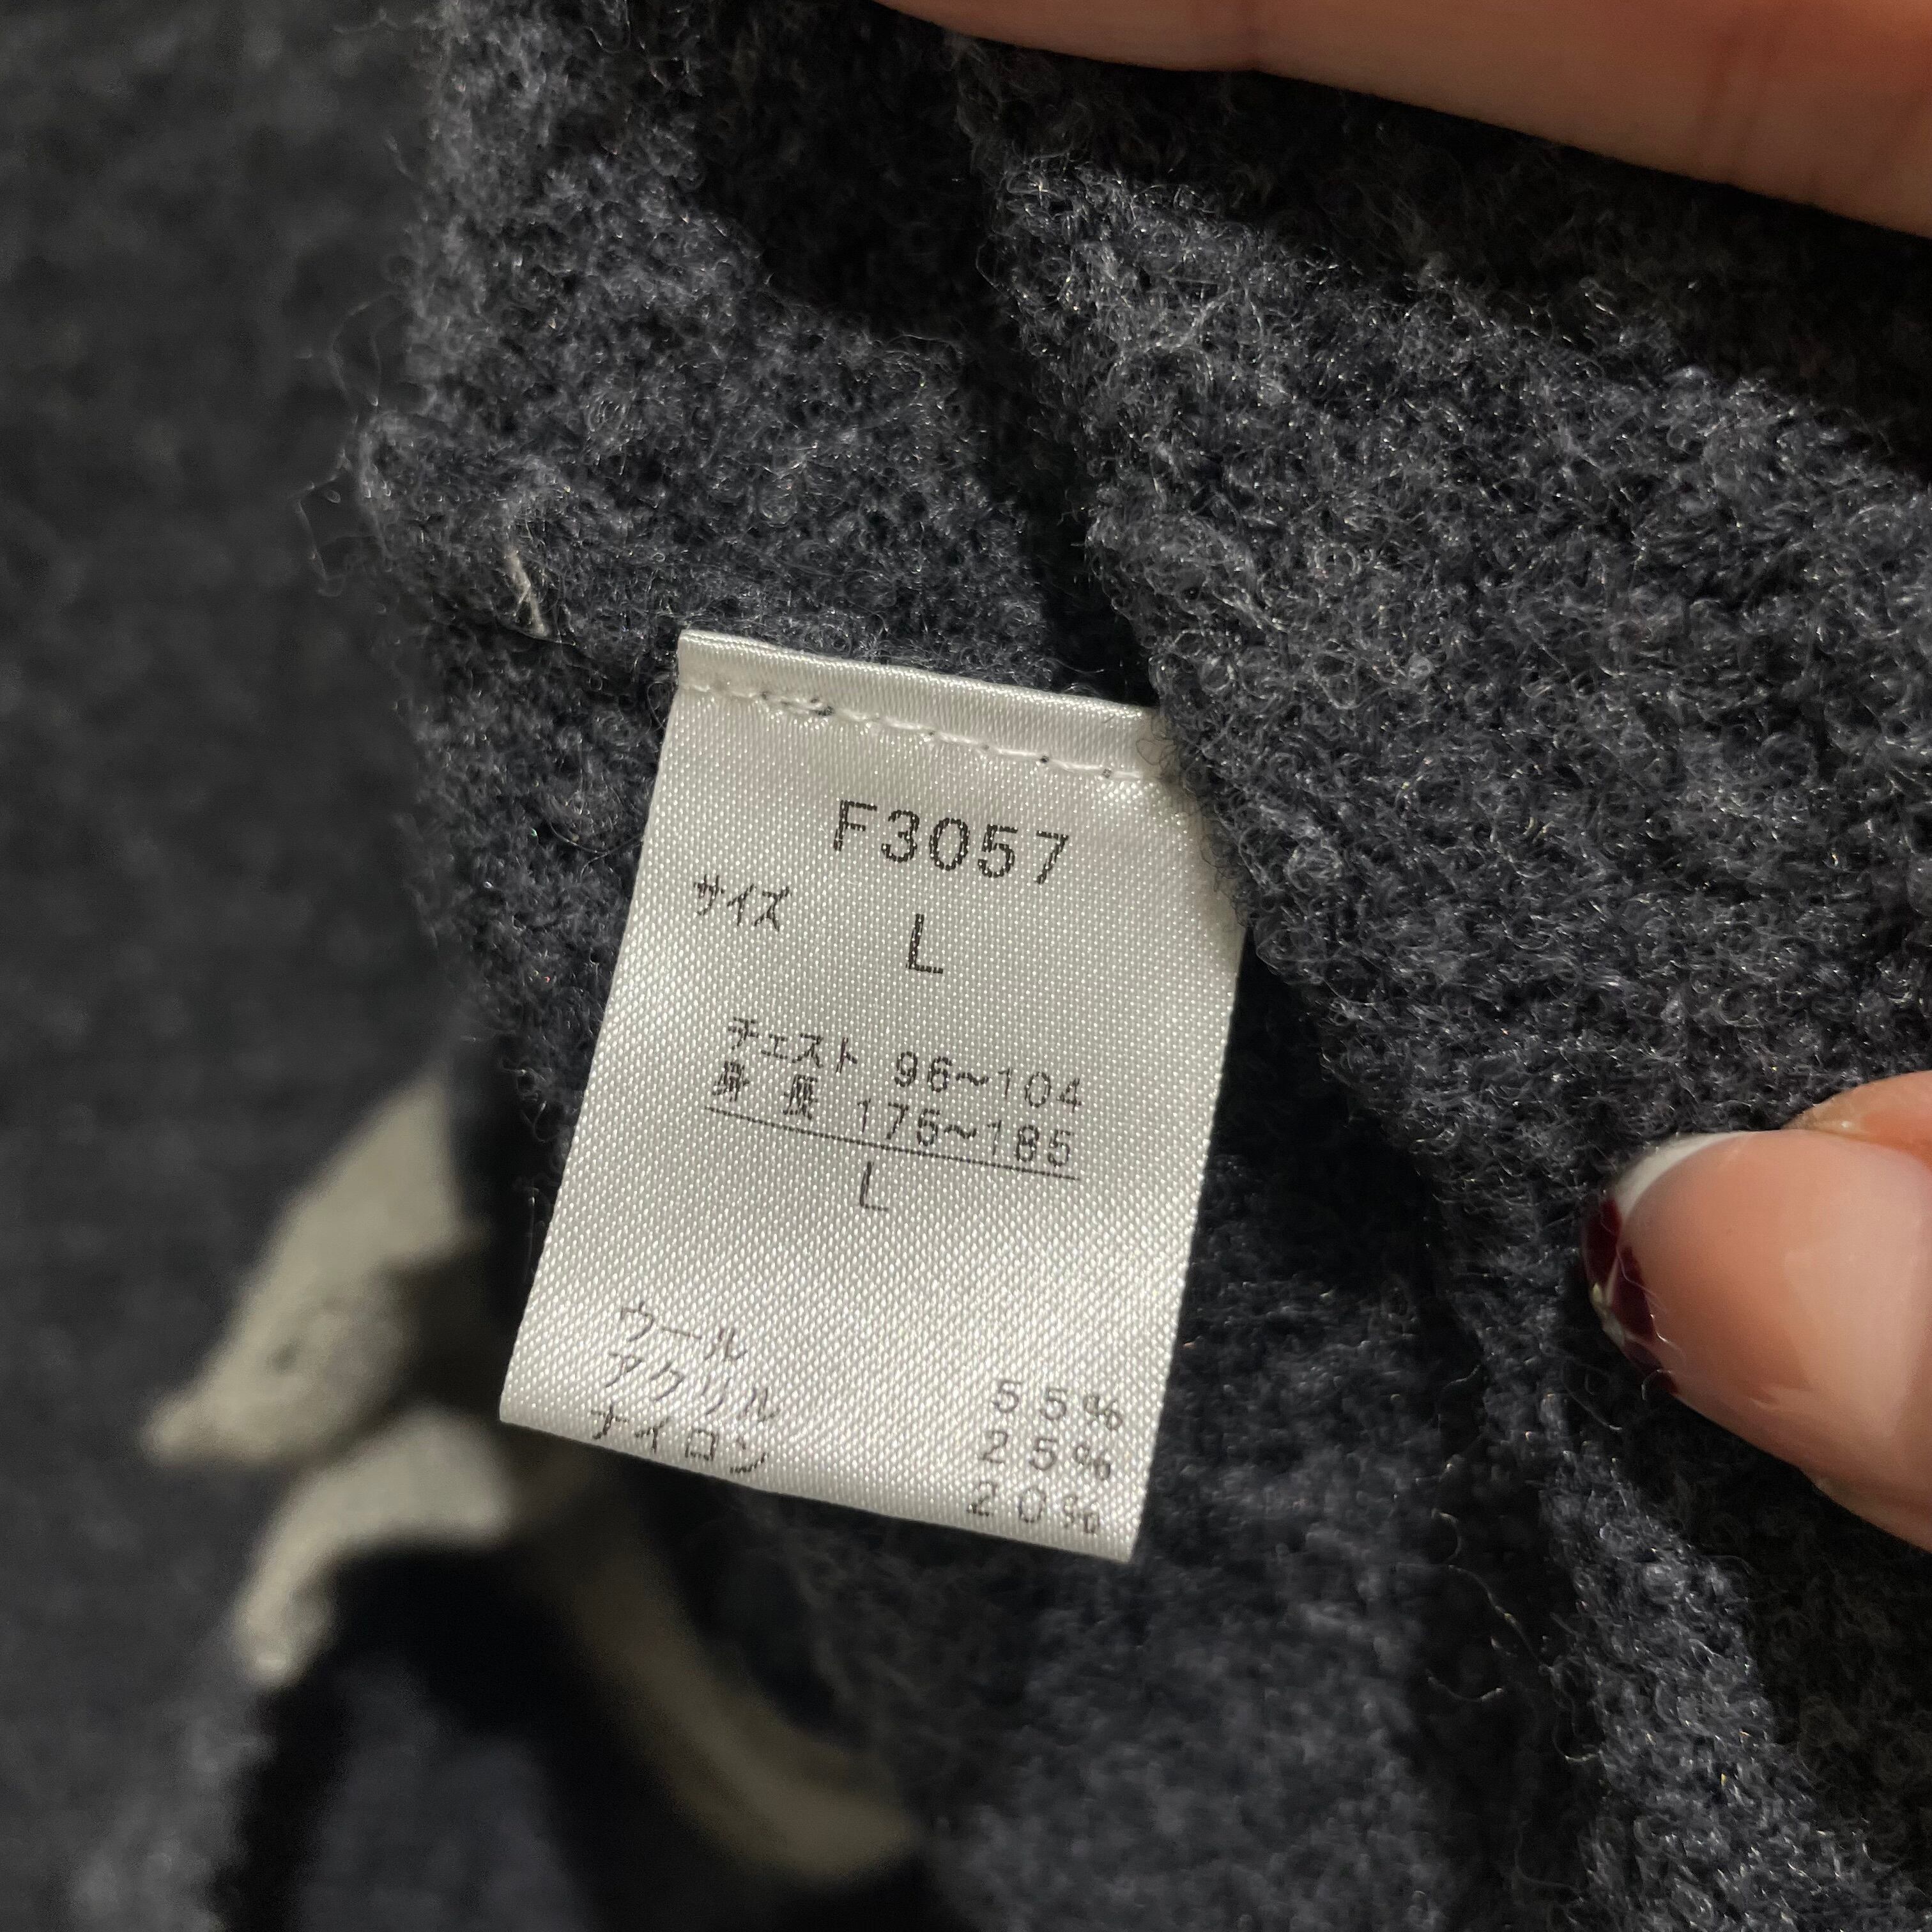 F3057
サイズ L
チェスト 96~104
身長 175~185
L
ウール 55%
アクリル 25%
ナイロン 20%